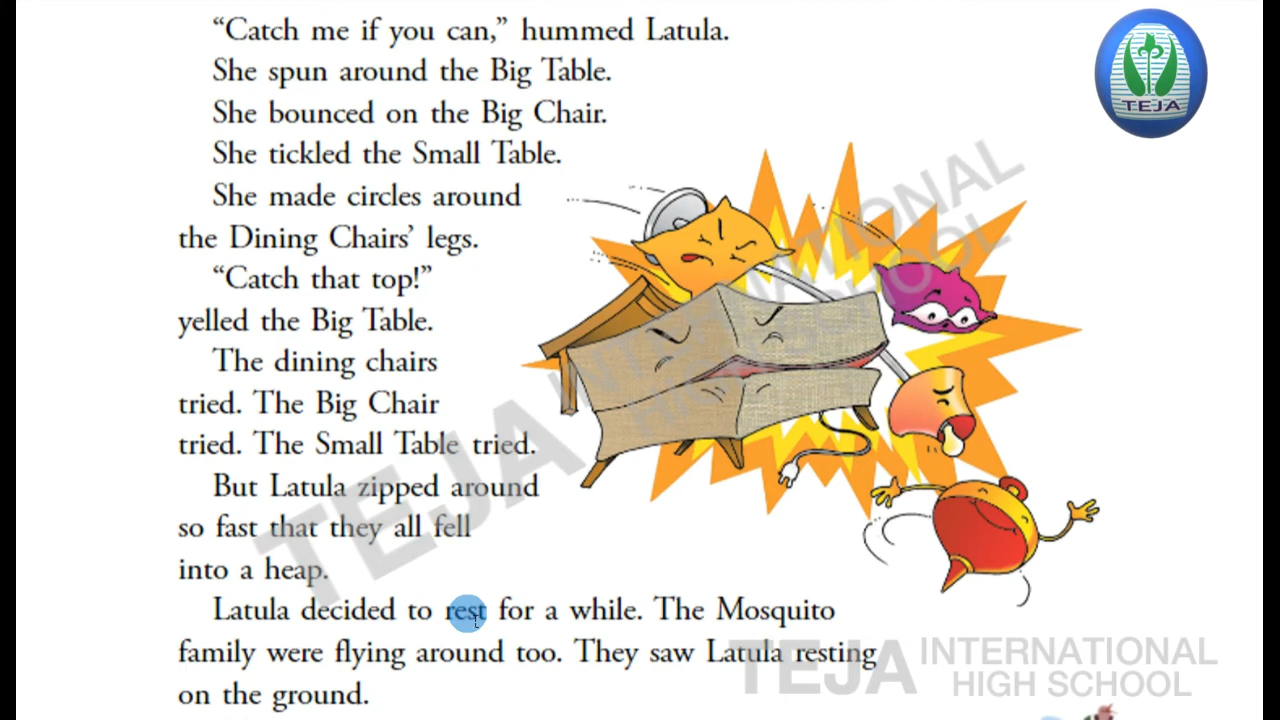 “Catch me if you can,” hummed Latula.
She spun around the Big Table.
She bounced on the Big Chair.
She tickled the Small Table.
She made circles around
the Dining Chairs’ legs.
“Catch that top!”
yelled the Big Table.
The dining chairs
tried. The Big Chair
tried. The Small Table tried.
But Latula zipped around
so fast that they all fell
into a heap.
Latula decided to rest for a while. The Mosquito
family were flying around too. They saw Latula resting
on the ground.
TEJA
TEJA INTERNATIONAL
HIGH SCHOOL
TEJA INTERNATIONAL
HIGH SCHOOL